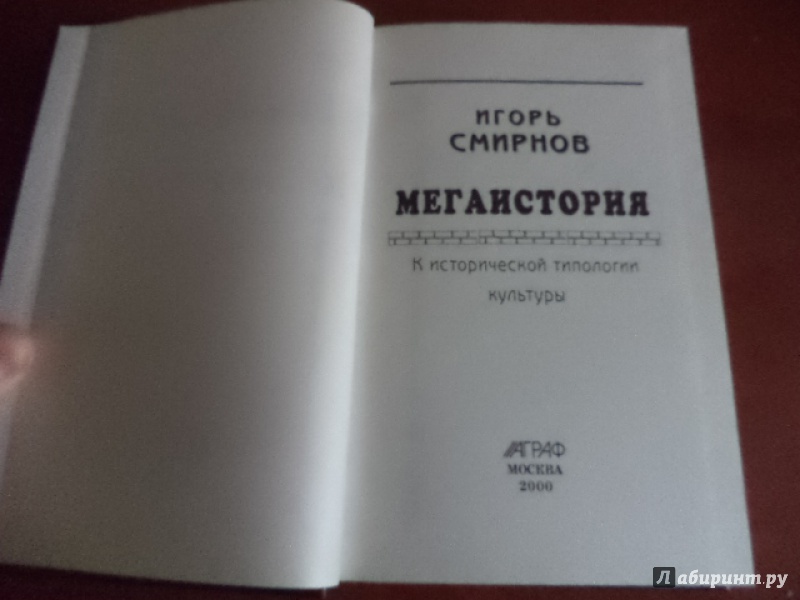 ИГОРЬ
СМИРНОВ
МЕГАИСТОРИЯ
К исторической типологии
культуры
АГРАФ
МОСКВА
2000
Лабиринт.ру